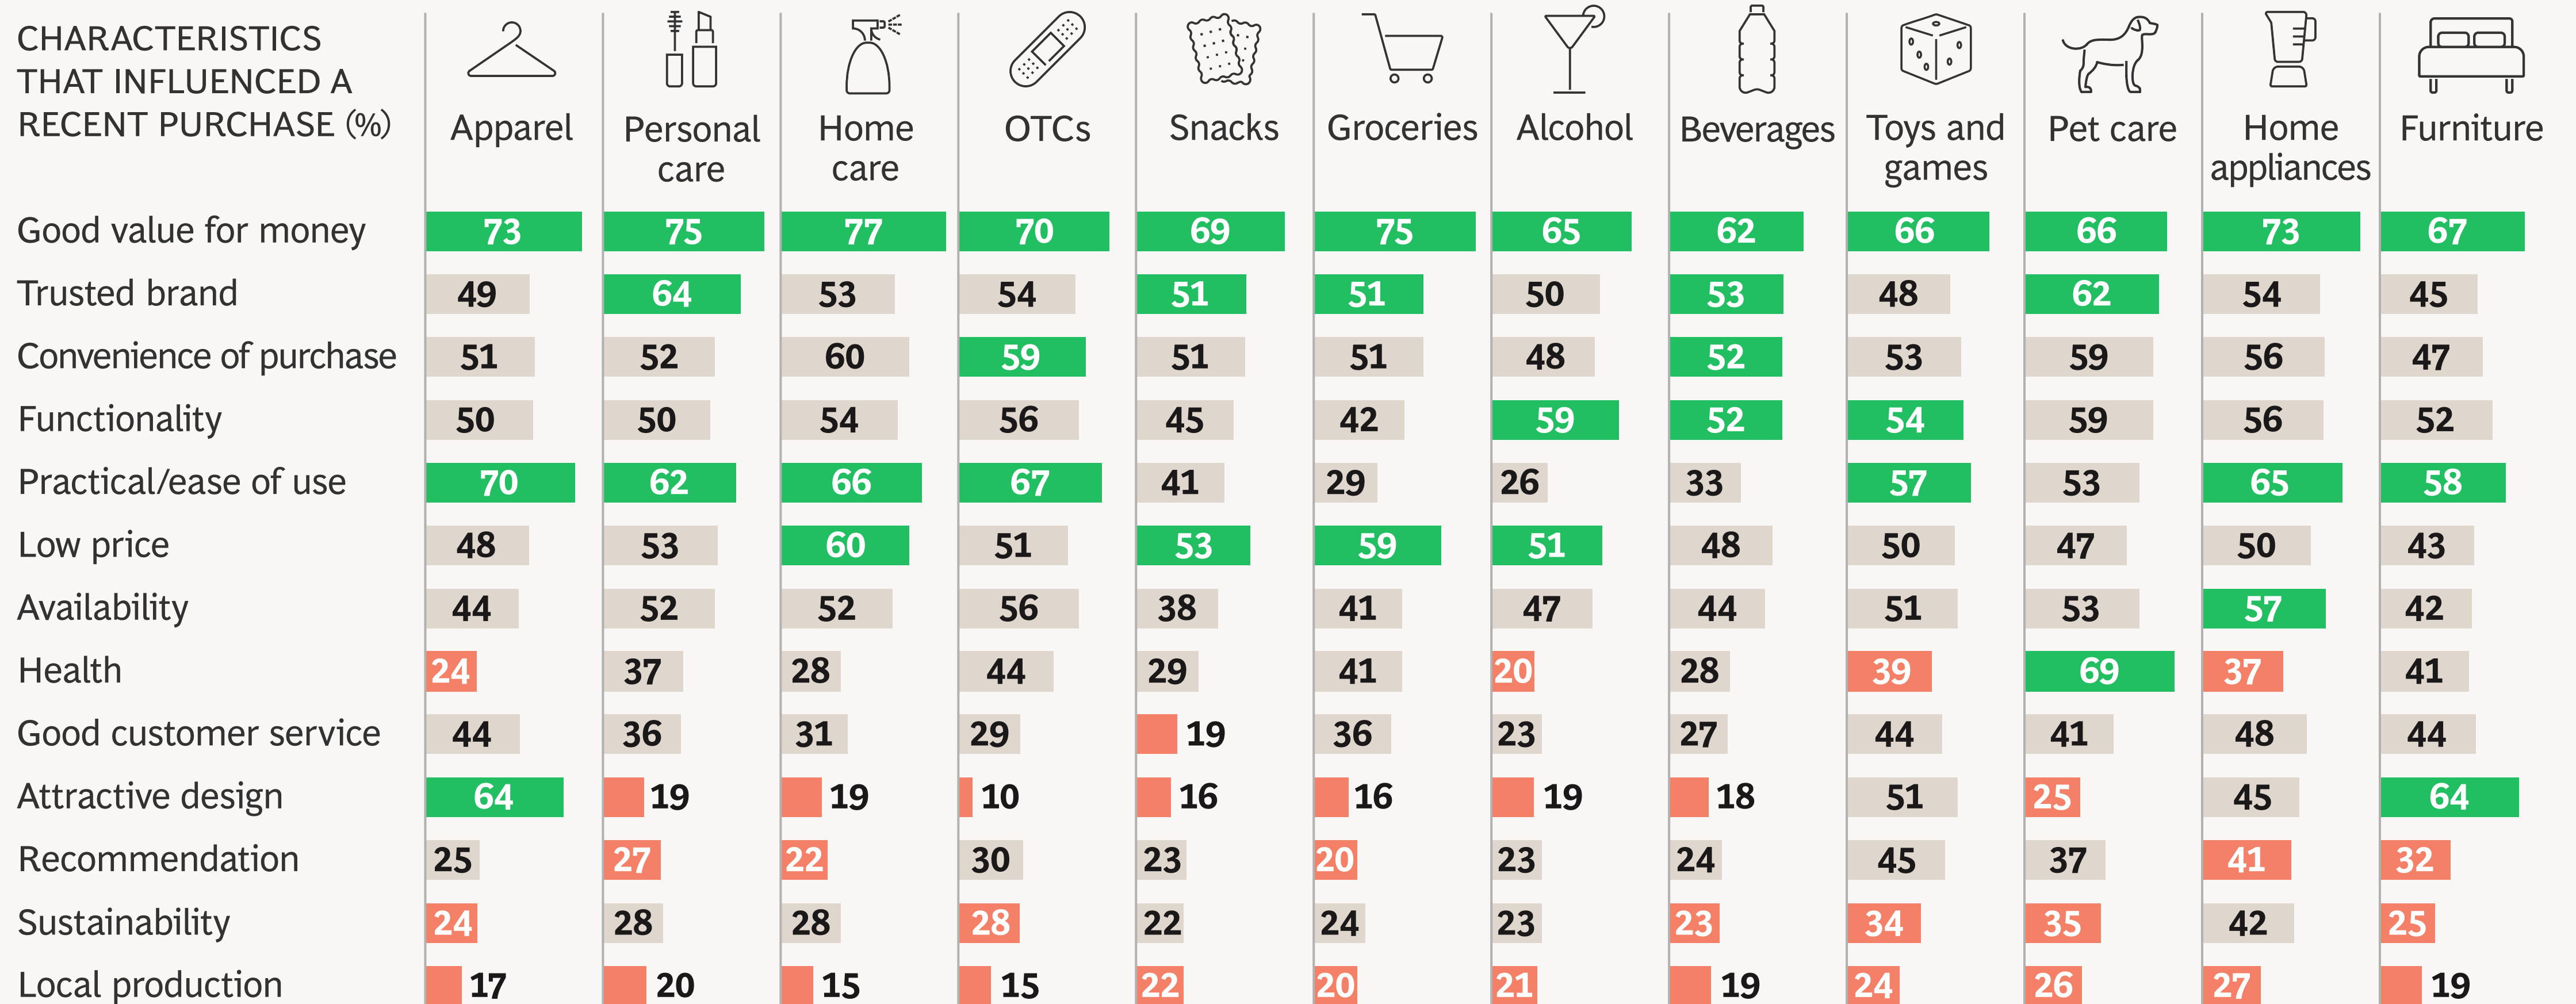 CHARACTERISTICS
THAT INFLUENCED A
RECENT PURCHASE (%)
Apparel
Personal
care
Home
care
OTCs
Snacks
Groceries
Alcohol
Beverages
Toys and
games
Pet care
Home
appliances
Furniture
Good value for money 73 75 77 70 69 75 65 62 66 66 73 67
Trusted brand 49 64 53 54 51 51 50 53 48 62 54 45
Convenience of purchase 51 52 60 59 51 51 48 52 53 59 56 47
Functionality 50 50 54 56 45 42 59 52 54 59 56 52
Practical/ease of use 70 62 66 67 41 29 26 33 57 53 65 58
Low price 48 53 60 51 53 59 51 48 50 47 50 43
Availability 44 52 52 56 38 41 47 44 51 53 57 42
Health 24 37 28 44 29 41 20 28 39 69 37 41
Good customer service 44 36 31 29 19 36 23 27 44 41 48 44
Attractive design 64 19 19 10 16 16 19 18 51 25 45 64
Recommendation 25 27 22 30 23 20 23 24 45 37 41 32
Sustainability 24 28 28 28 22 24 23 23 34 35 42 25
Local production 17 20 15 15 22 20 21 19 24 26 27 19